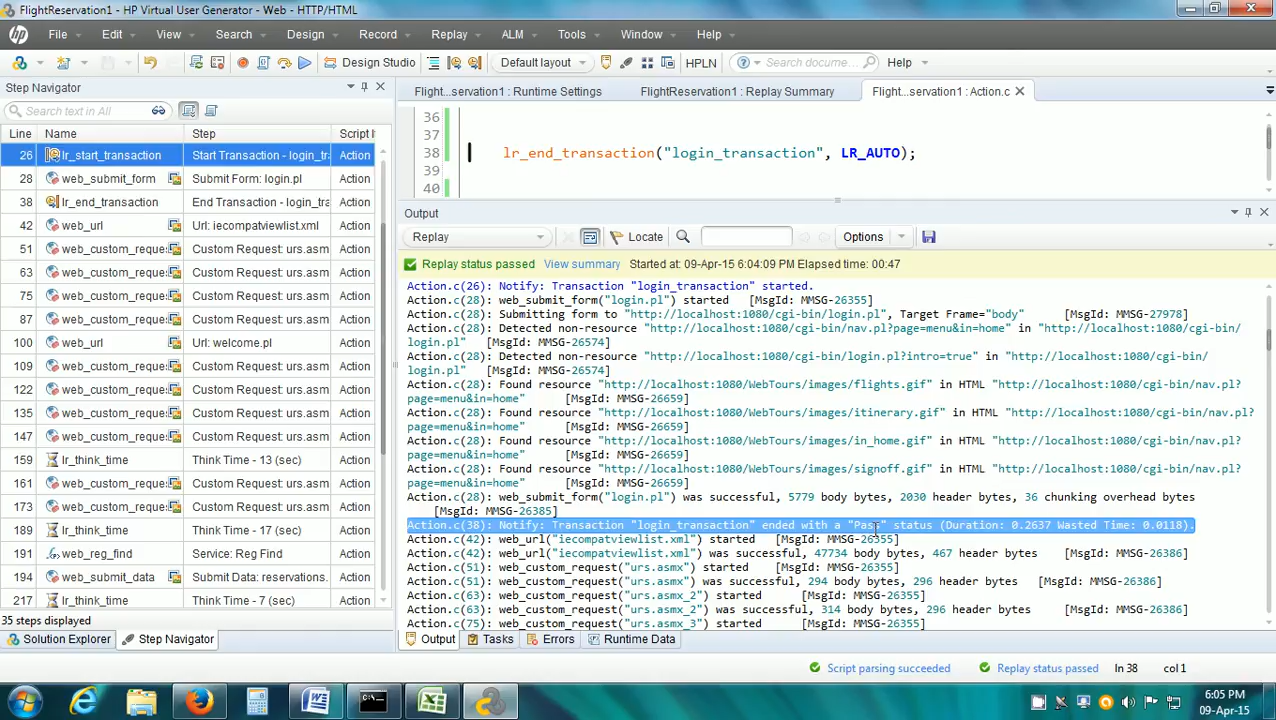 FlightReservation1 - HP Virtual User Generator - Web - HTTP/HTML
hp File Edit View Search Design Record Replay ALM Tools Window Help
Design Studio Default layout HPLN Search docume... Help
Step Navigator
Search text in All
Line Name Step Script I
26 lr_start_transaction Start Transaction - login_tr Action
28 web_submit_form Submit Form: login.pl Action
38 lr_end_transaction End Transaction - login_tra Action
42 web_url Url: iecompatviewlist.xml Action
51 web_custom_reque Custom Request: urs.asm Action
63 web_custom_reque Custom Request: urs.asm Action
75 web_custom_reque Custom Request: urs.asm Action
87 web_custom_reque Custom Request: urs.asm Action
100 web_url Url: welcome.pl Action
109 web_custom_reque Custom Request: urs.asm Action
122 web_custom_reque Custom Request: urs.asm Action
135 web_custom_reque Custom Request: urs.asm Action
147 web_custom_reque Custom Request: urs.asm Action
159 lr_think_time Think Time - 13 (sec) Action
161 web_custom_reque Custom Request: urs.asm Action
173 web_custom_reque Custom Request: urs.asm Action
189 lr_think_time Think Time - 17 (sec) Action
191 web_reg_find Service: Reg Find Action
194 web_submit_data Submit Data: reservations. Action
217 lr_think_time Think Time - 7 (sec) Action
35 steps displayed
Solution Explorer Step Navigator
Flight...servation1 : Runtime Settings FlightReservation1 : Replay Summary Flight...servation1 : Action.c
36
37
38 lr_end_transaction("login_transaction", LR_AUTO);
39
40
Output
Replay Locate Options
Replay status passed View summary Started at: 09-Apr-15 6:04:09 PM Elapsed time: 00:47
Action.c(26): Notify: Transaction "login_transaction" started.
Action.c(28): web_submit_form("login.pl") started [MsgId: MMSG-26355]
Action.c(28): Submitting form to "http://localhost:1080/cgi-bin/login.pl", Target Frame="body" [MsgId: MMSG-27978]
Action.c(28): Detected non-resource "http://localhost:1080/cgi-bin/nav.pl?page=menu&in=home" in "http://localhost:1080/cgi-bin/
login.pl" [MsgId: MMSG-26574]
Action.c(28): Detected non-resource "http://localhost:1080/cgi-bin/login.pl?intro=true" in "http://localhost:1080/cgi-bin/
login.pl" [MsgId: MMSG-26574]
Action.c(28): Found resource "http://localhost:1080/WebTours/images/flights.gif" in HTML "http://localhost:1080/cgi-bin/nav.pl?
page=menu&in=home" [MsgId: MMSG-26659]
Action.c(28): Found resource "http://localhost:1080/WebTours/images/itinerary.gif" in HTML "http://localhost:1080/cgi-bin/nav.pl?
page=menu&in=home" [MsgId: MMSG-26659]
Action.c(28): Found resource "http://localhost:1080/WebTours/images/in_home.gif" in HTML "http://localhost:1080/cgi-bin/nav.pl?
page=menu&in=home" [MsgId: MMSG-26659]
Action.c(28): Found resource "http://localhost:1080/WebTours/images/signoff.gif" in HTML "http://localhost:1080/cgi-bin/nav.pl?
page=menu&in=home" [MsgId: MMSG-26659]
Action.c(28): web_submit_form("login.pl") was successful, 5779 body bytes, 2030 header bytes, 36 chunking overhead bytes
[MsgId: MMSG-26385]
Action.c(38): Notify: Transaction "login_transaction" ended with a "Pass" status (Duration: 0.2637 Wasted Time: 0.0118).
Action.c(42): web_url("iecompatviewlist.xml") started [MsgId: MMSG-26355]
Action.c(42): web_url("iecompatviewlist.xml") was successful, 47734 body bytes, 467 header bytes [MsgId: MMSG-26386]
Action.c(51): web_custom_request("urs.asmx") started [MsgId: MMSG-26355]
Action.c(51): web_custom_request("urs.asmx") was successful, 294 body bytes, 296 header bytes [MsgId: MMSG-26386]
Action.c(63): web_custom_request("urs.asmx_2") started [MsgId: MMSG-26355]
Action.c(63): web_custom_request("urs.asmx_2") was successful, 314 body bytes, 296 header bytes [MsgId: MMSG-26386]
Action.c(75): web_custom_request("urs.asmx_3") started [MsgId: MMSG-26355]
Output Tasks Errors Runtime Data
Script parsing succeeded Replay status passed ln 38 col 1
6:05 PM
09-Apr-15